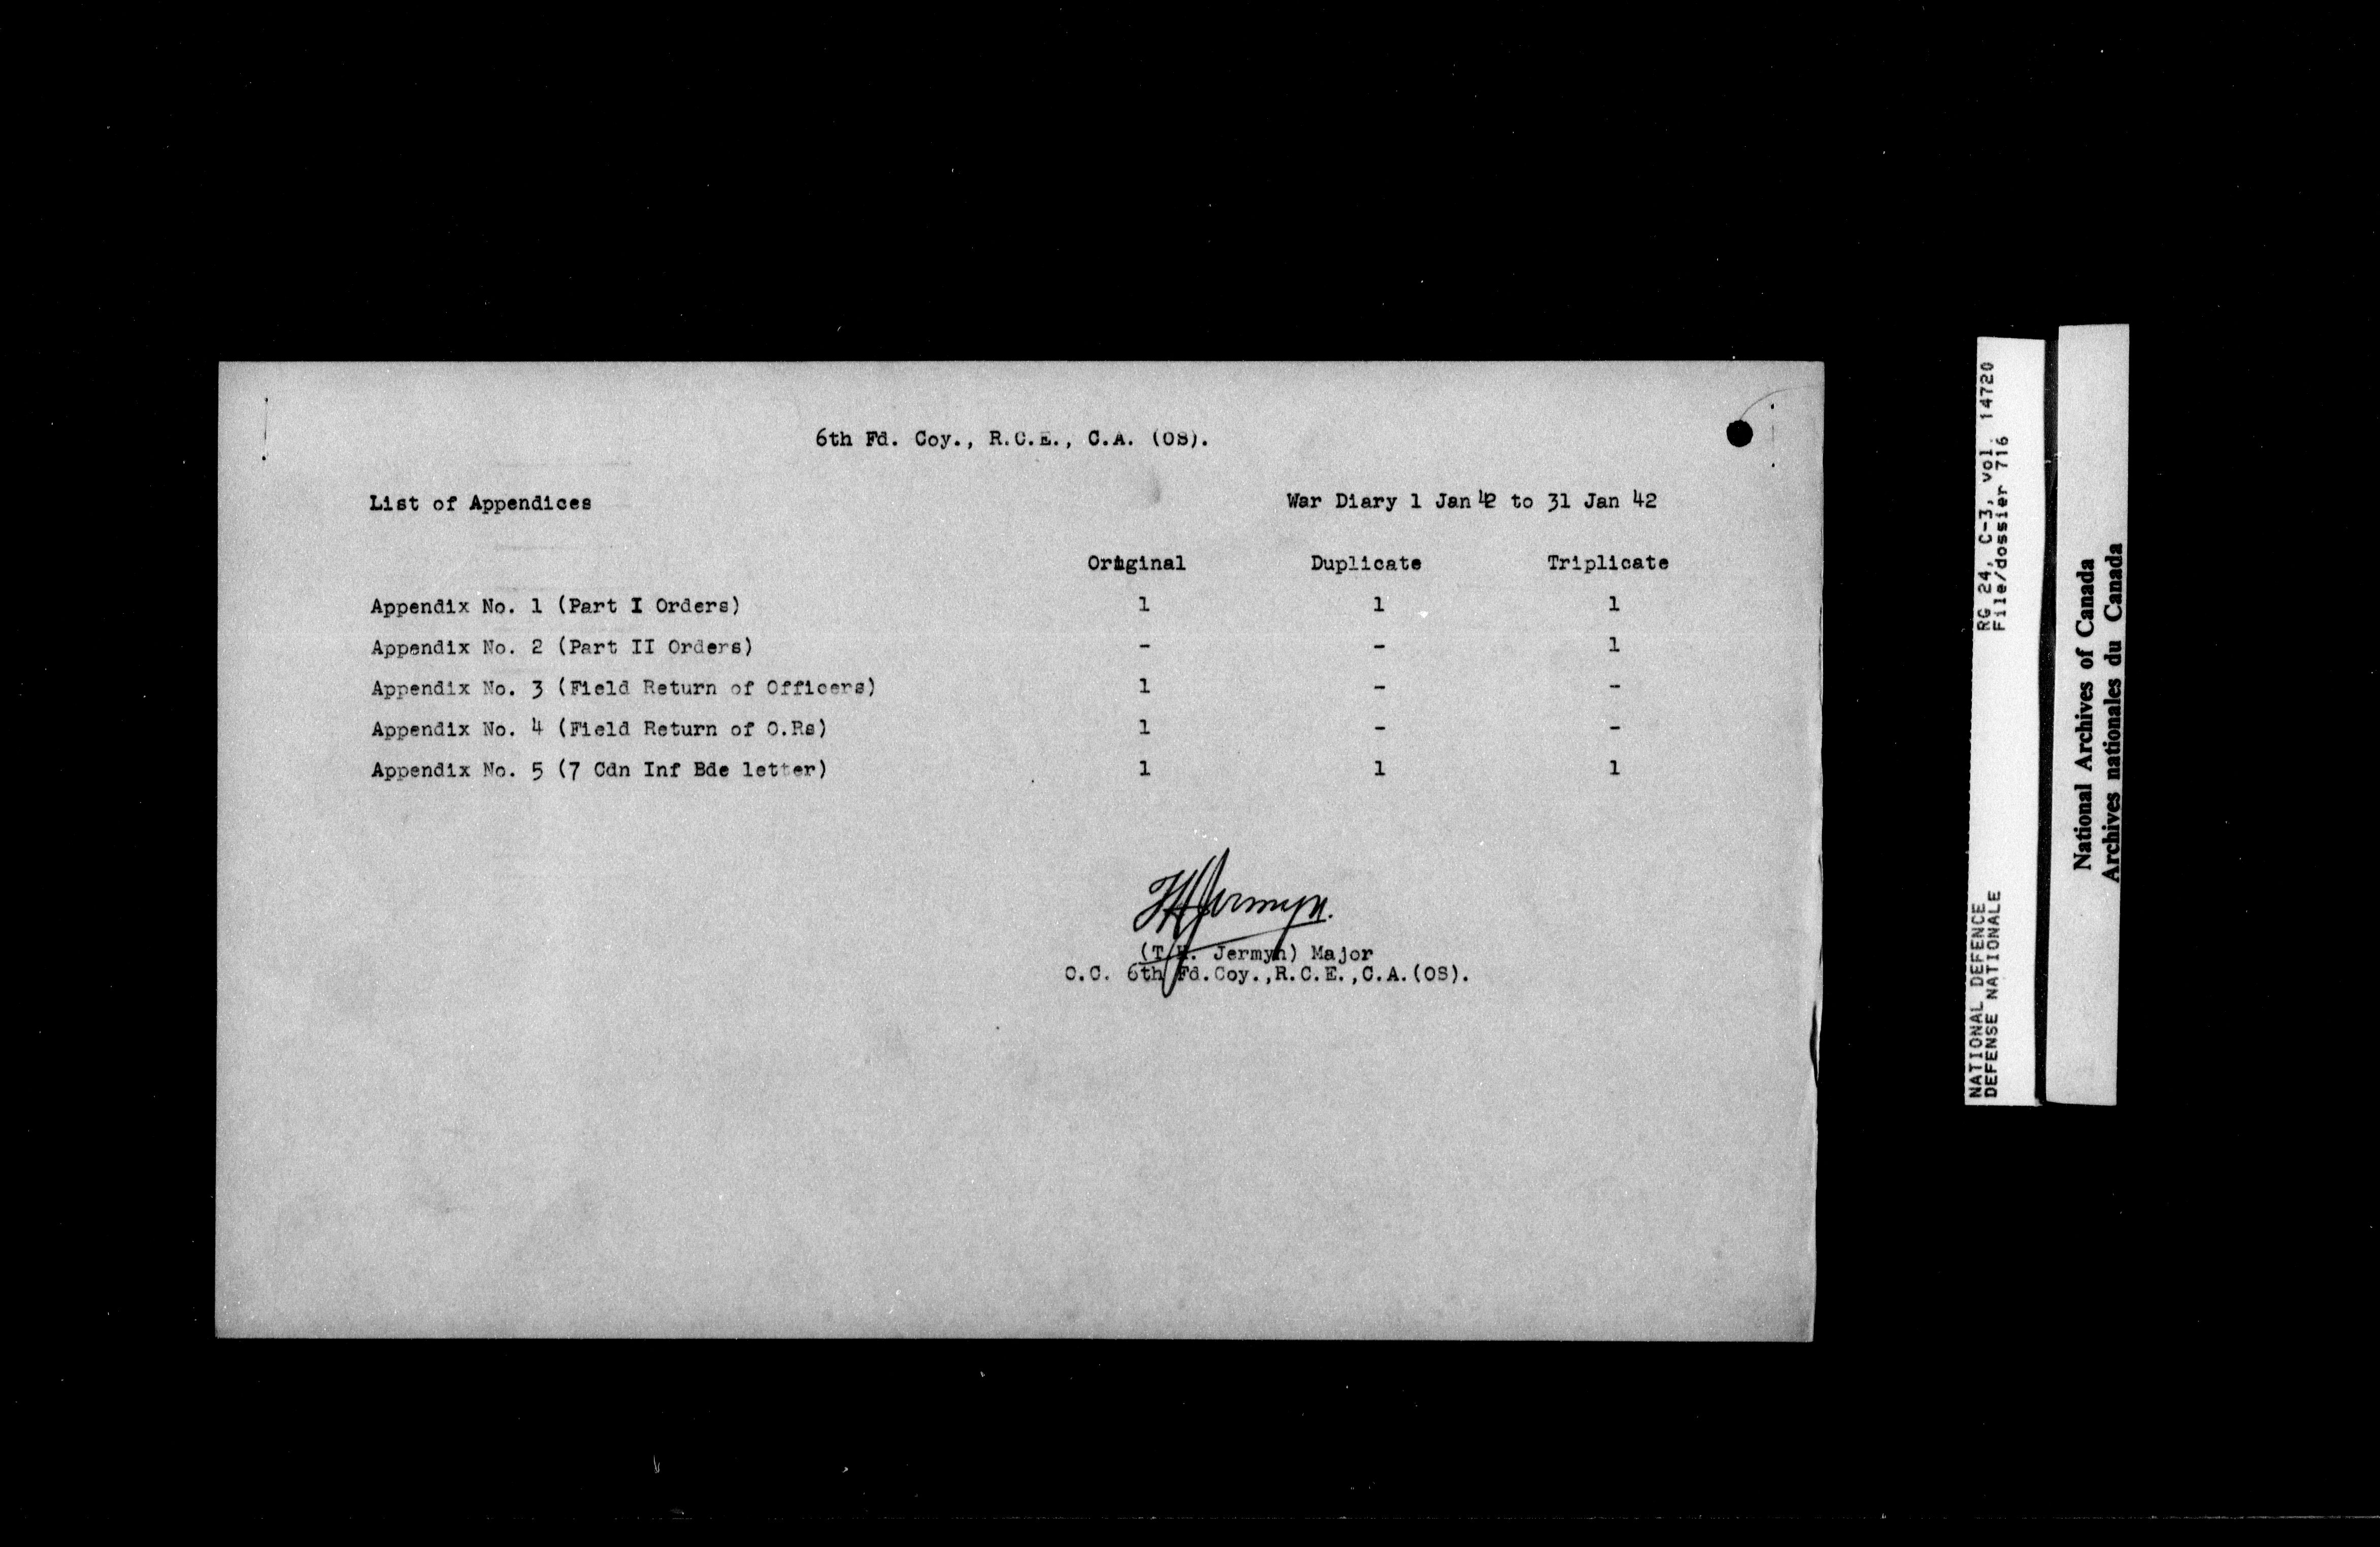 6th Fd. Coy., R.C.E., C.A. (OS).
List of Appendices War Diary 1 Jan 42 to 31 Jan 42
Original Duplicate Triplicate
Appendix No. 1 (Part I Orders) 1 1 1
Appendix No. 2 (Part II Orders) - - 1
Appendix No. 3 (Field Return of Officers) 1 - -
Appendix No. 4 (Field Return of O.Rs) 1 - -
Appendix No. 5 (7 Cdn Inf Bde letter) 1 1 1
THJermyn.
(T.H. Jermyn) Major
O.C. 6th Fd.Coy.,R.C.E.,C.A.(OS).
NATIONAL DEFENCE RG 24, C-3, vol. 14720
DEFENSE NATIONALE File/dossier 716
National Archives of Canada
Archives nationales du Canada